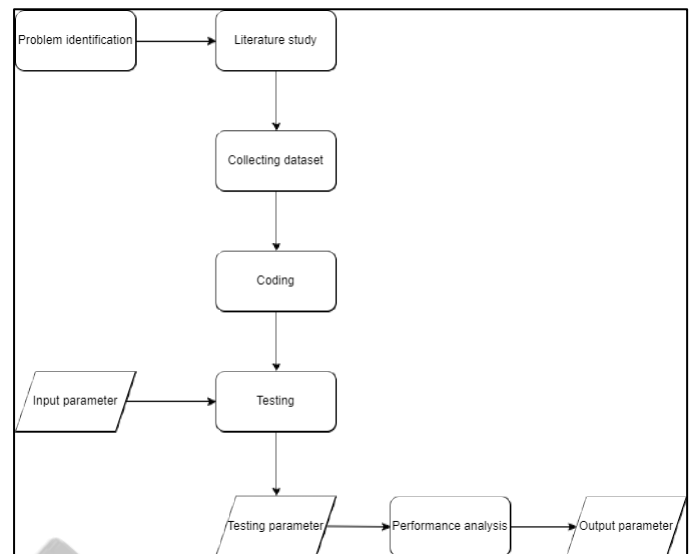 Problem identification
Literature study
Collecting dataset
Coding
Input parameter
Testing
Testing parameter
Performance analysis
Output parameter